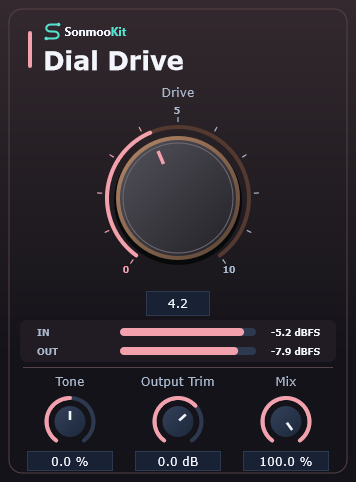 SonmooKit
Dial Drive
Drive
5
0
10
4.2
IN -5.2 dBFS
OUT -7.9 dBFS
Tone Output Trim Mix
0.0 % 0.0 dB 100.0 %